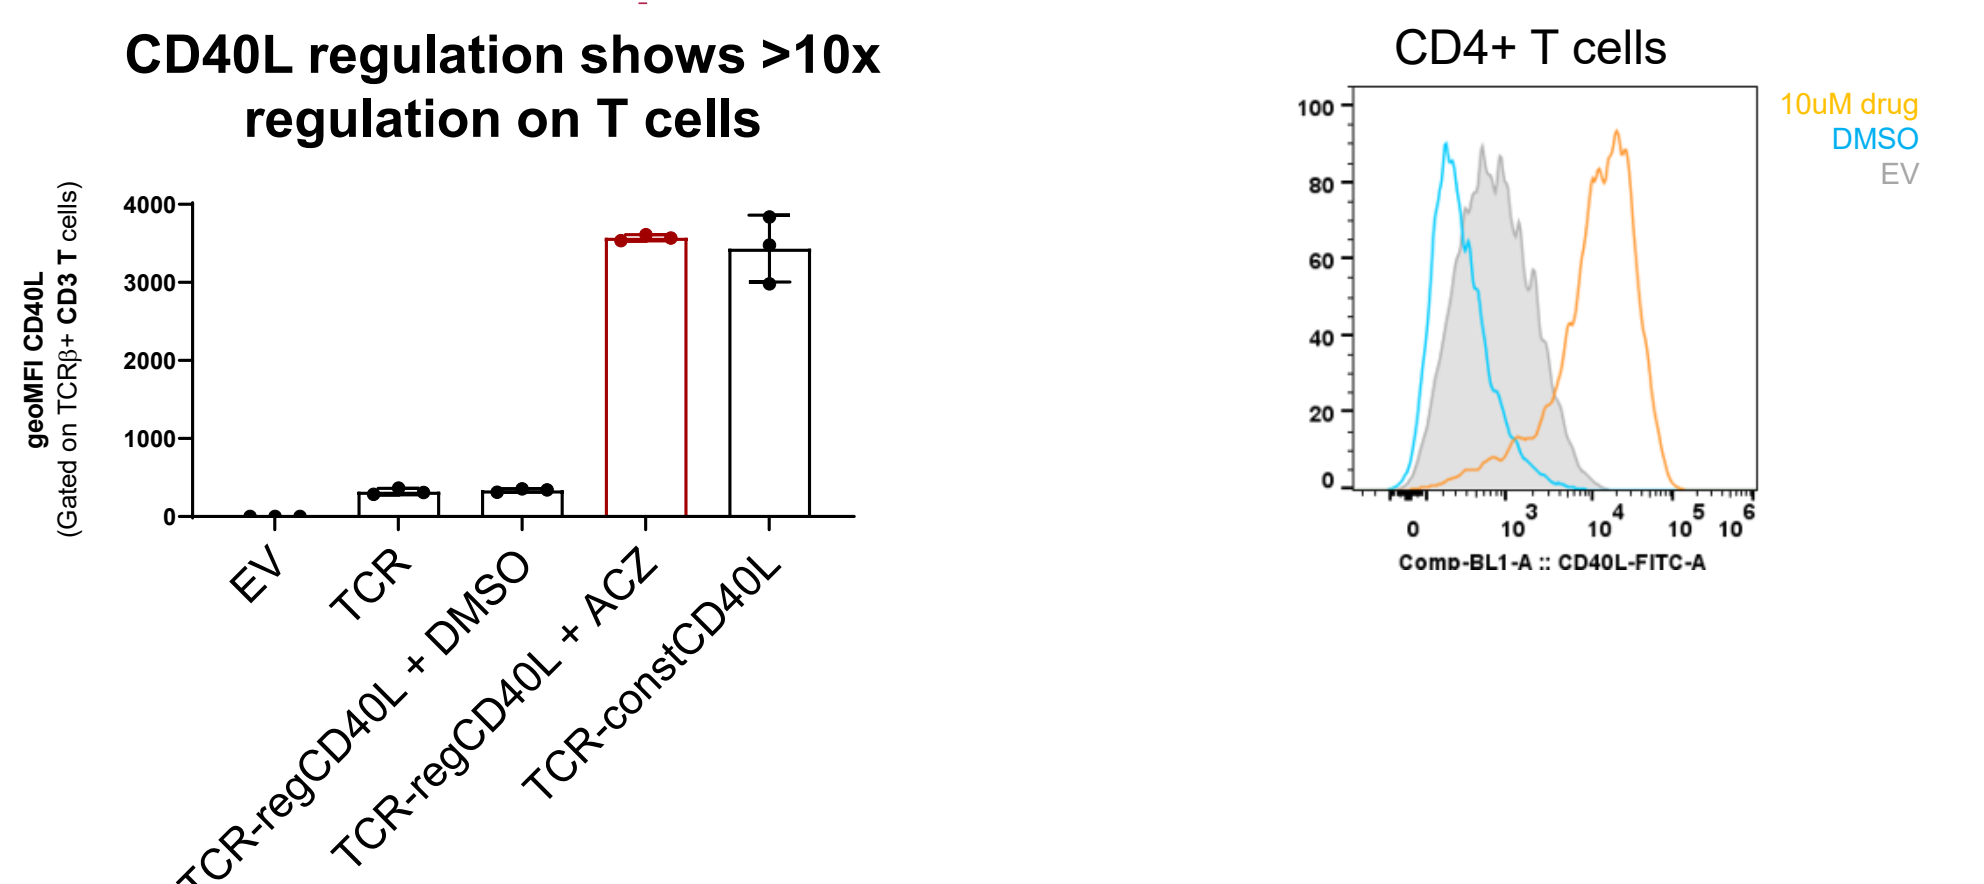 CD40L regulation shows >10x
regulation on T cells
geoMFI CD40L
(Gated on TCRβ+ CD3 T cells)
4000
3000
2000
1000
0
EV
TCR
TCR-regCD40L + DMSO
TCR-regCD40L + ACZ
TCR-constCD40L
CD4+ T cells
100
80
60
40
20
0
0
10^3
10^4
10^5
10^6
Comp-BL1-A :: CD40L-FITC-A
10uM drug
DMSO
EV